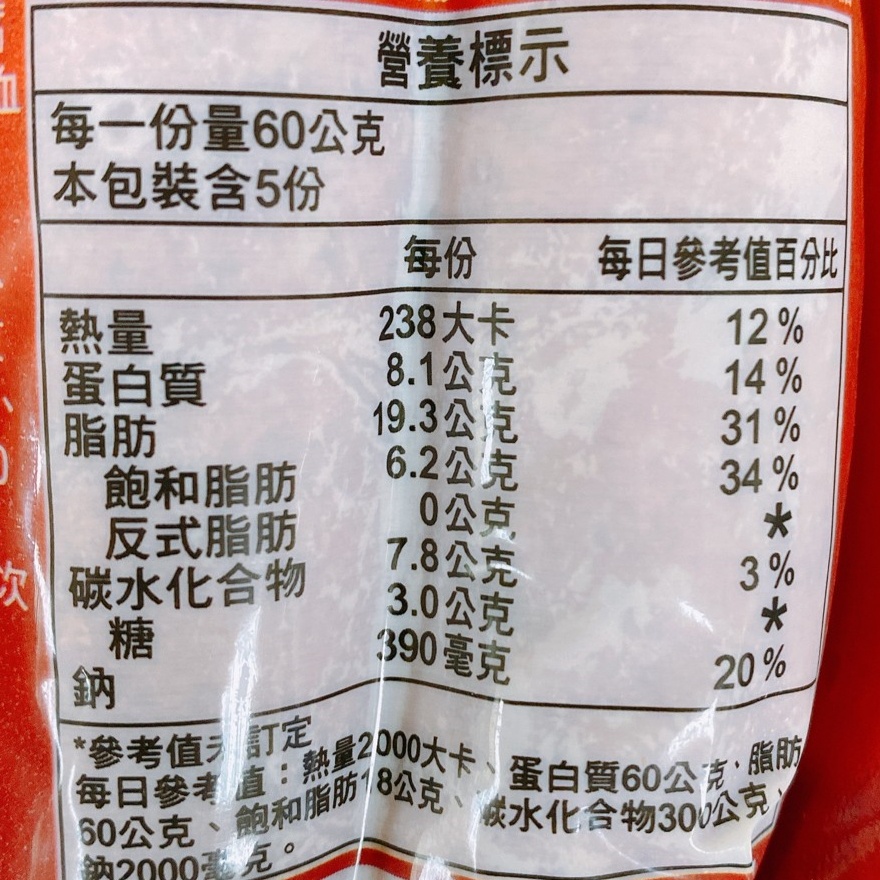 營養標示
每一份量60公克
本包裝含5份
每份 每日參考值百分比
熱量 238大卡 12%
蛋白質 8.1公克 14%
脂肪 19.3公克 31%
飽和脂肪 6.2公克 34%
反式脂肪 0公克 *
碳水化合物 7.8公克 3%
糖 3.0公克 *
鈉 390毫克 20%
*參考值未訂定
每日參考值：熱量2000大卡、蛋白質60公克、脂肪
60公克、飽和脂肪18公克、碳水化合物300公克、
鈉2000毫克。
飲